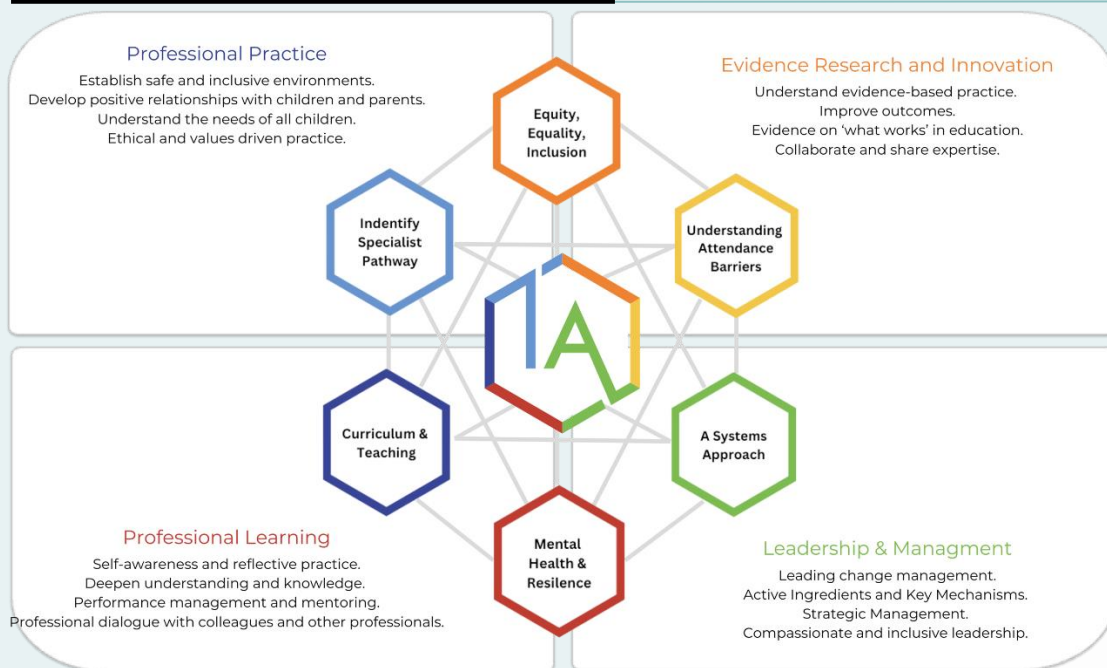 Professional Practice
Establish safe and inclusive environments.
Develop positive relationships with children and parents.
Understand the needs of all children.
Ethical and values driven practice.
Evidence Research and Innovation
Understand evidence-based practice.
Improve outcomes.
Evidence on ‘what works’ in education.
Collaborate and share expertise.
Equity,
Equality,
Inclusion
Indentify
Specialist
Pathway
Understanding
Attendance
Barriers
1A
Curriculum &
Teaching
A Systems
Approach
Mental
Health &
Resilence
Professional Learning
Self-awareness and reflective practice.
Deepen understanding and knowledge.
Performance management and mentoring.
Professional dialogue with colleagues and other professionals.
Leadership & Managment
Leading change management.
Active Ingredients and Key Mechanisms.
Strategic Management.
Compassionate and inclusive leadership.